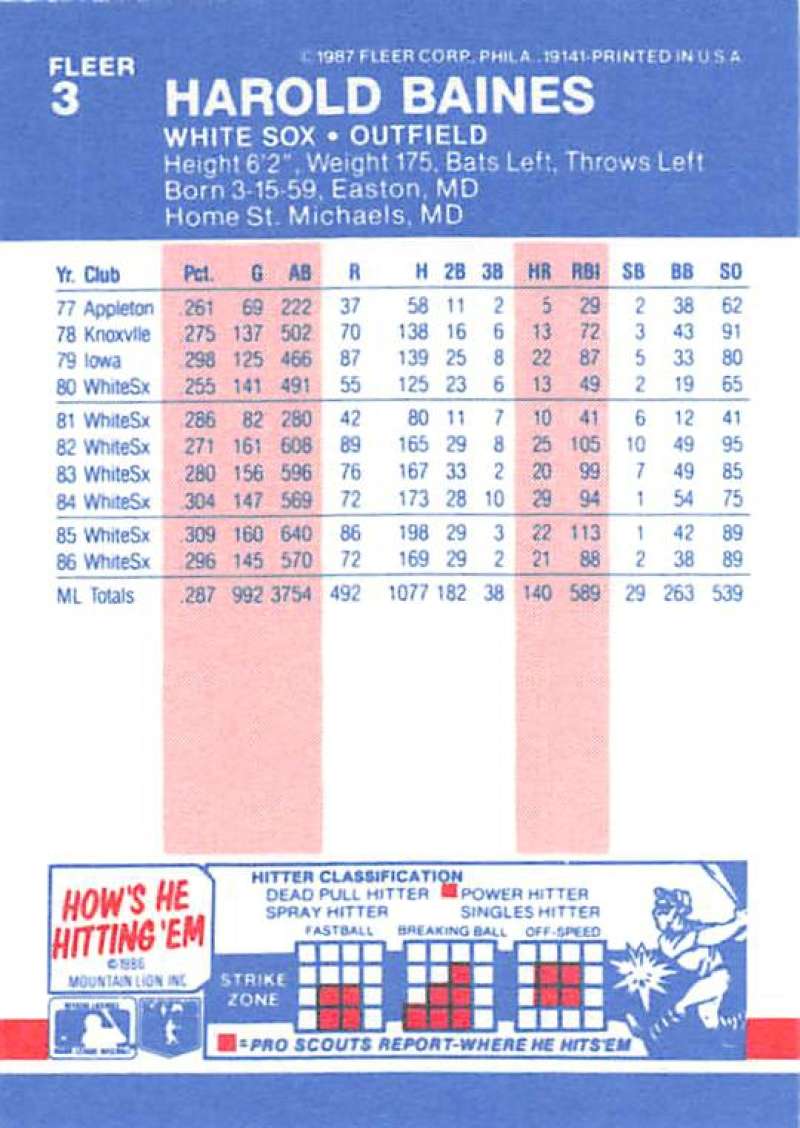 © 1987 FLEER CORP. PHILA. 19141-PRINTED IN U S A
FLEER
3
HAROLD BAINES
WHITE SOX • OUTFIELD
Height 6'2", Weight 175, Bats Left, Throws Left
Born 3-15-59, Easton, MD
Home St. Michaels, MD
Yr. Club Pct. G AB R H 2B 3B HR RBI SB BB SO
77 Appleton .261 69 222 37 58 11 2 5 29 2 38 62
78 Knoxvlle .275 137 502 70 138 16 6 13 72 3 43 91
79 Iowa .298 125 466 87 139 25 8 22 87 5 33 80
80 WhiteSx .255 141 491 55 125 23 6 13 49 2 19 65
81 WhiteSx .286 82 280 42 80 11 7 10 41 6 12 41
82 WhiteSx .271 161 608 89 165 29 8 25 105 10 49 95
83 WhiteSx .280 156 596 76 167 33 2 20 99 7 49 85
84 WhiteSx .304 147 569 72 173 28 10 29 94 1 54 75
85 WhiteSx .309 160 640 86 198 29 3 22 113 1 42 89
86 WhiteSx .296 145 570 72 169 29 2 21 88 2 38 89
ML Totals .287 992 3754 492 1077 182 38 140 589 29 263 539
HOW'S HE
HITTING 'EM
©1986
MOUNTAIN LION INC
HITTER CLASSIFICATION
DEAD PULL HITTER POWER HITTER
SPRAY HITTER SINGLES HITTER
FASTBALL BREAKING BALL OFF-SPEED
STRIKE
ZONE
= PRO SCOUTS REPORT-WHERE HE HITS 'EM